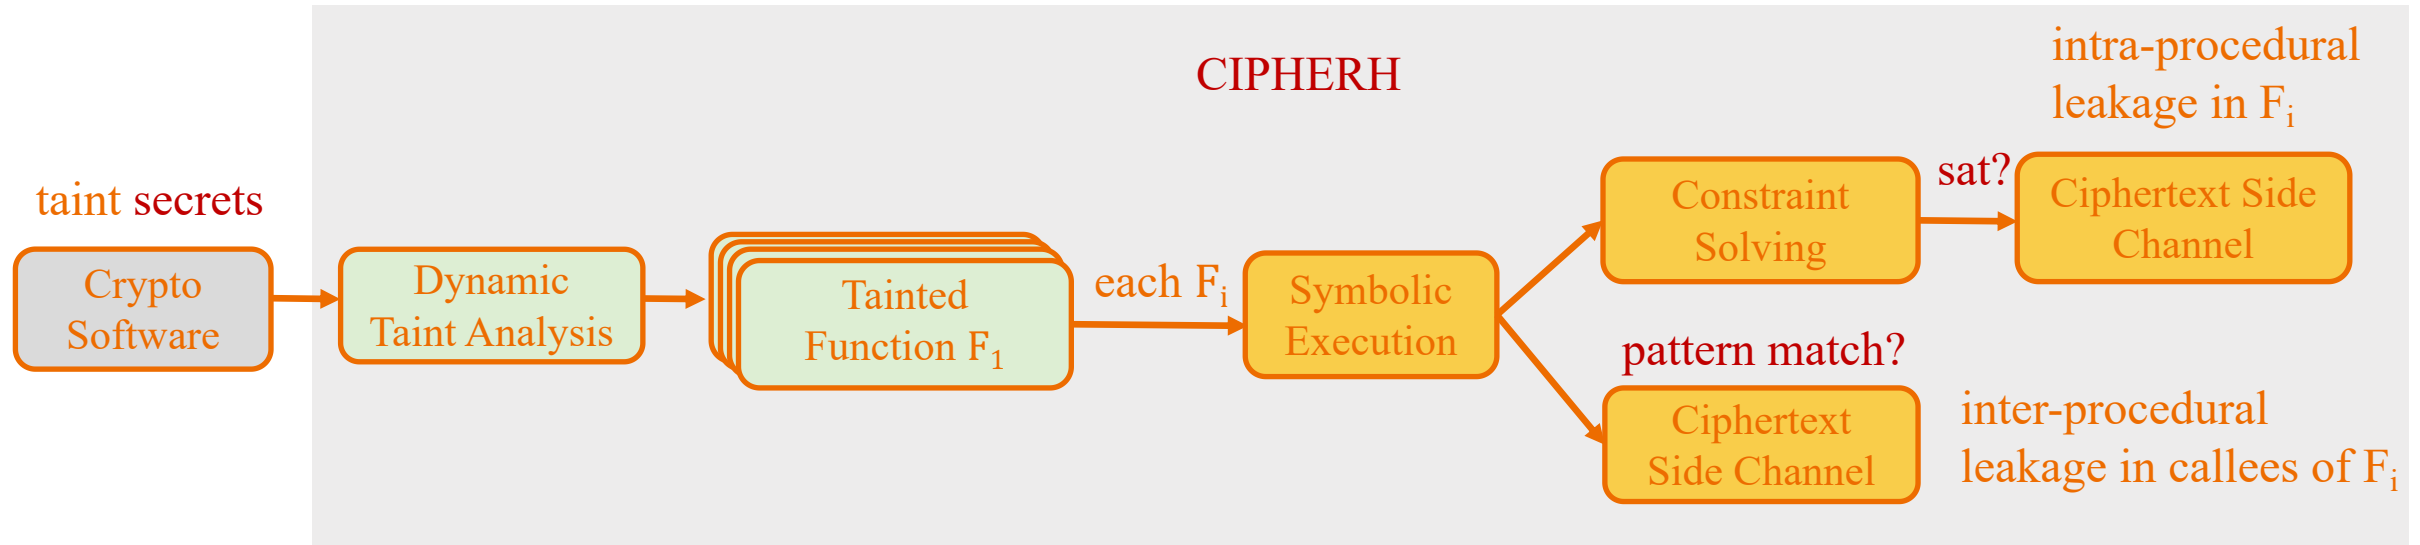 CIPHERH
taint secrets
Crypto
Software
Dynamic
Taint Analysis
Tainted
Function F₁
each Fᵢ
Symbolic
Execution
Constraint
Solving
sat?
intra-procedural
leakage in Fᵢ
Ciphertext Side
Channel
pattern match?
Ciphertext
Side Channel
inter-procedural
leakage in callees of Fᵢ